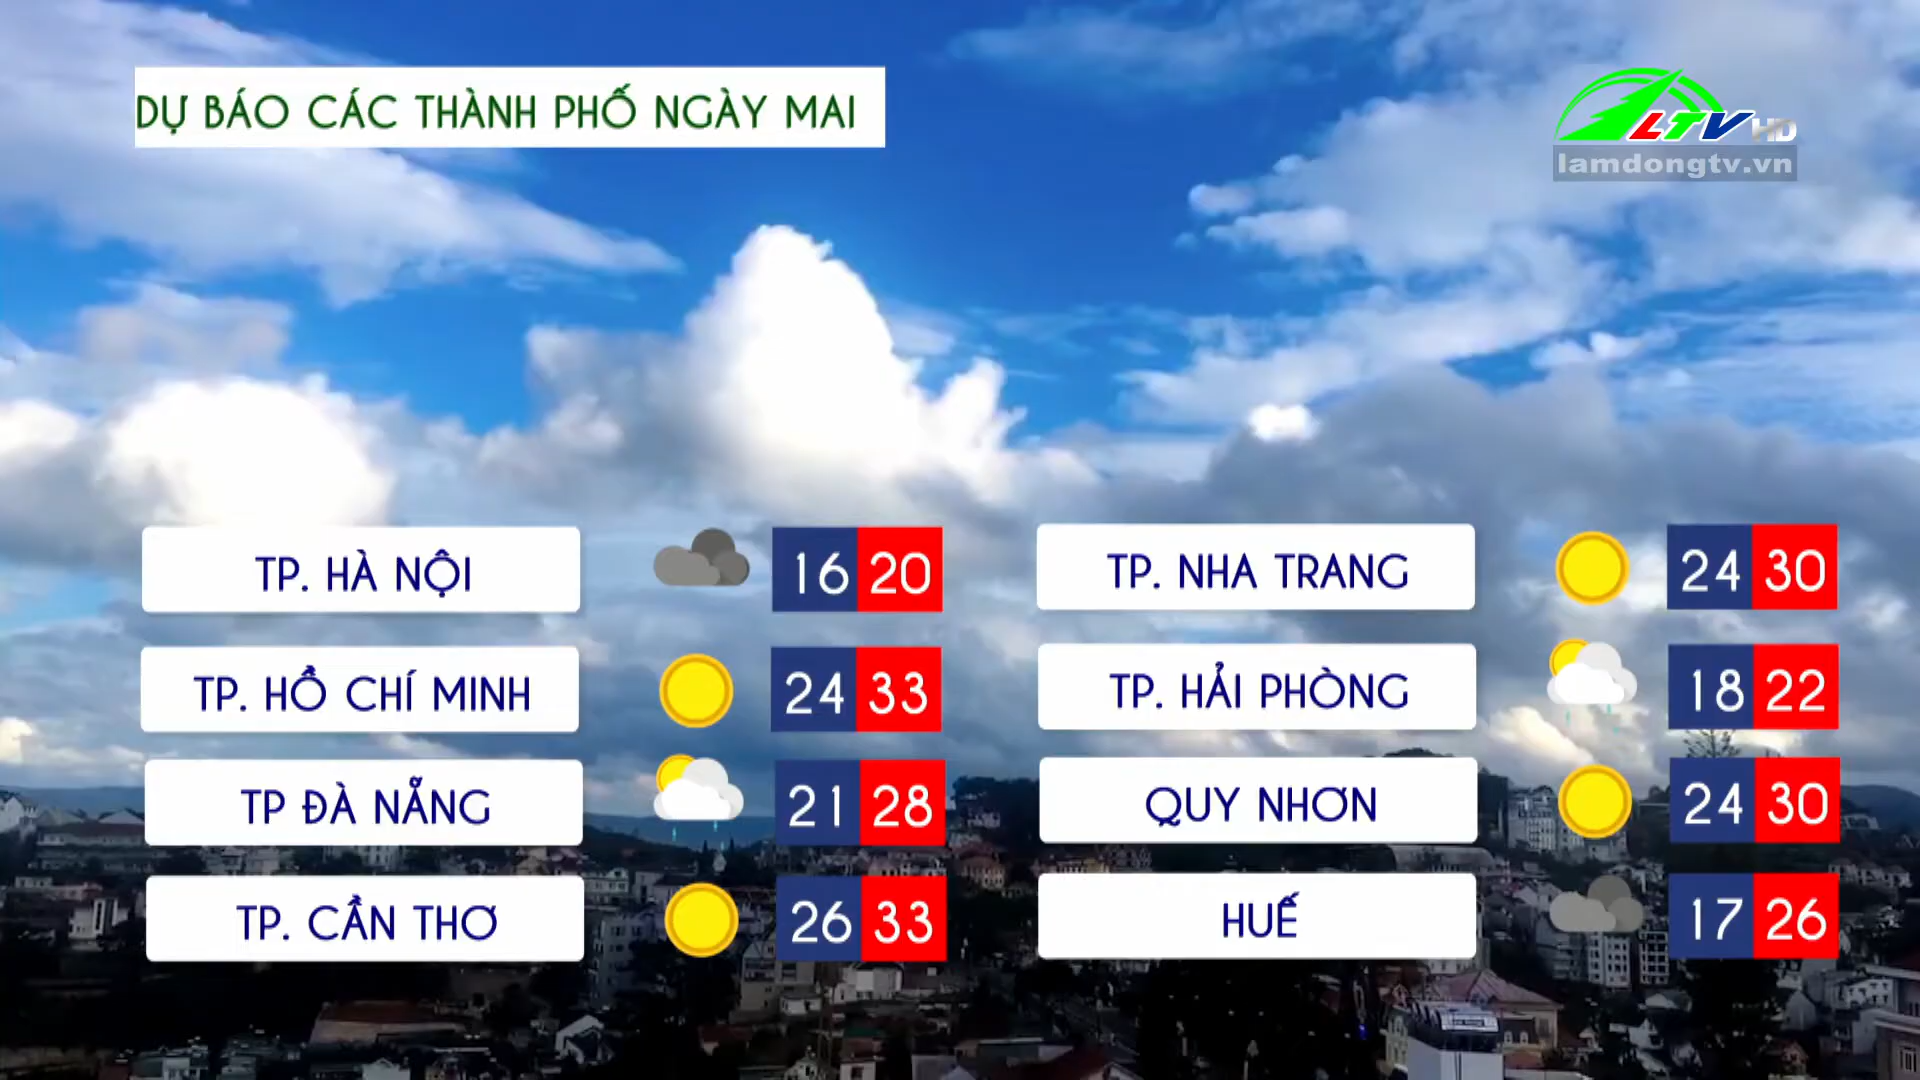 DỰ BÁO CÁC THÀNH PHỐ NGÀY MAI
LTV HD
lamdongtv.vn
TP. HÀ NỘI 16 20
TP. HỒ CHÍ MINH 24 33
TP ĐÀ NẴNG 21 28
TP. CẦN THƠ 26 33
TP. NHA TRANG 24 30
TP. HẢI PHÒNG 18 22
QUY NHƠN 24 30
HUẾ 17 26